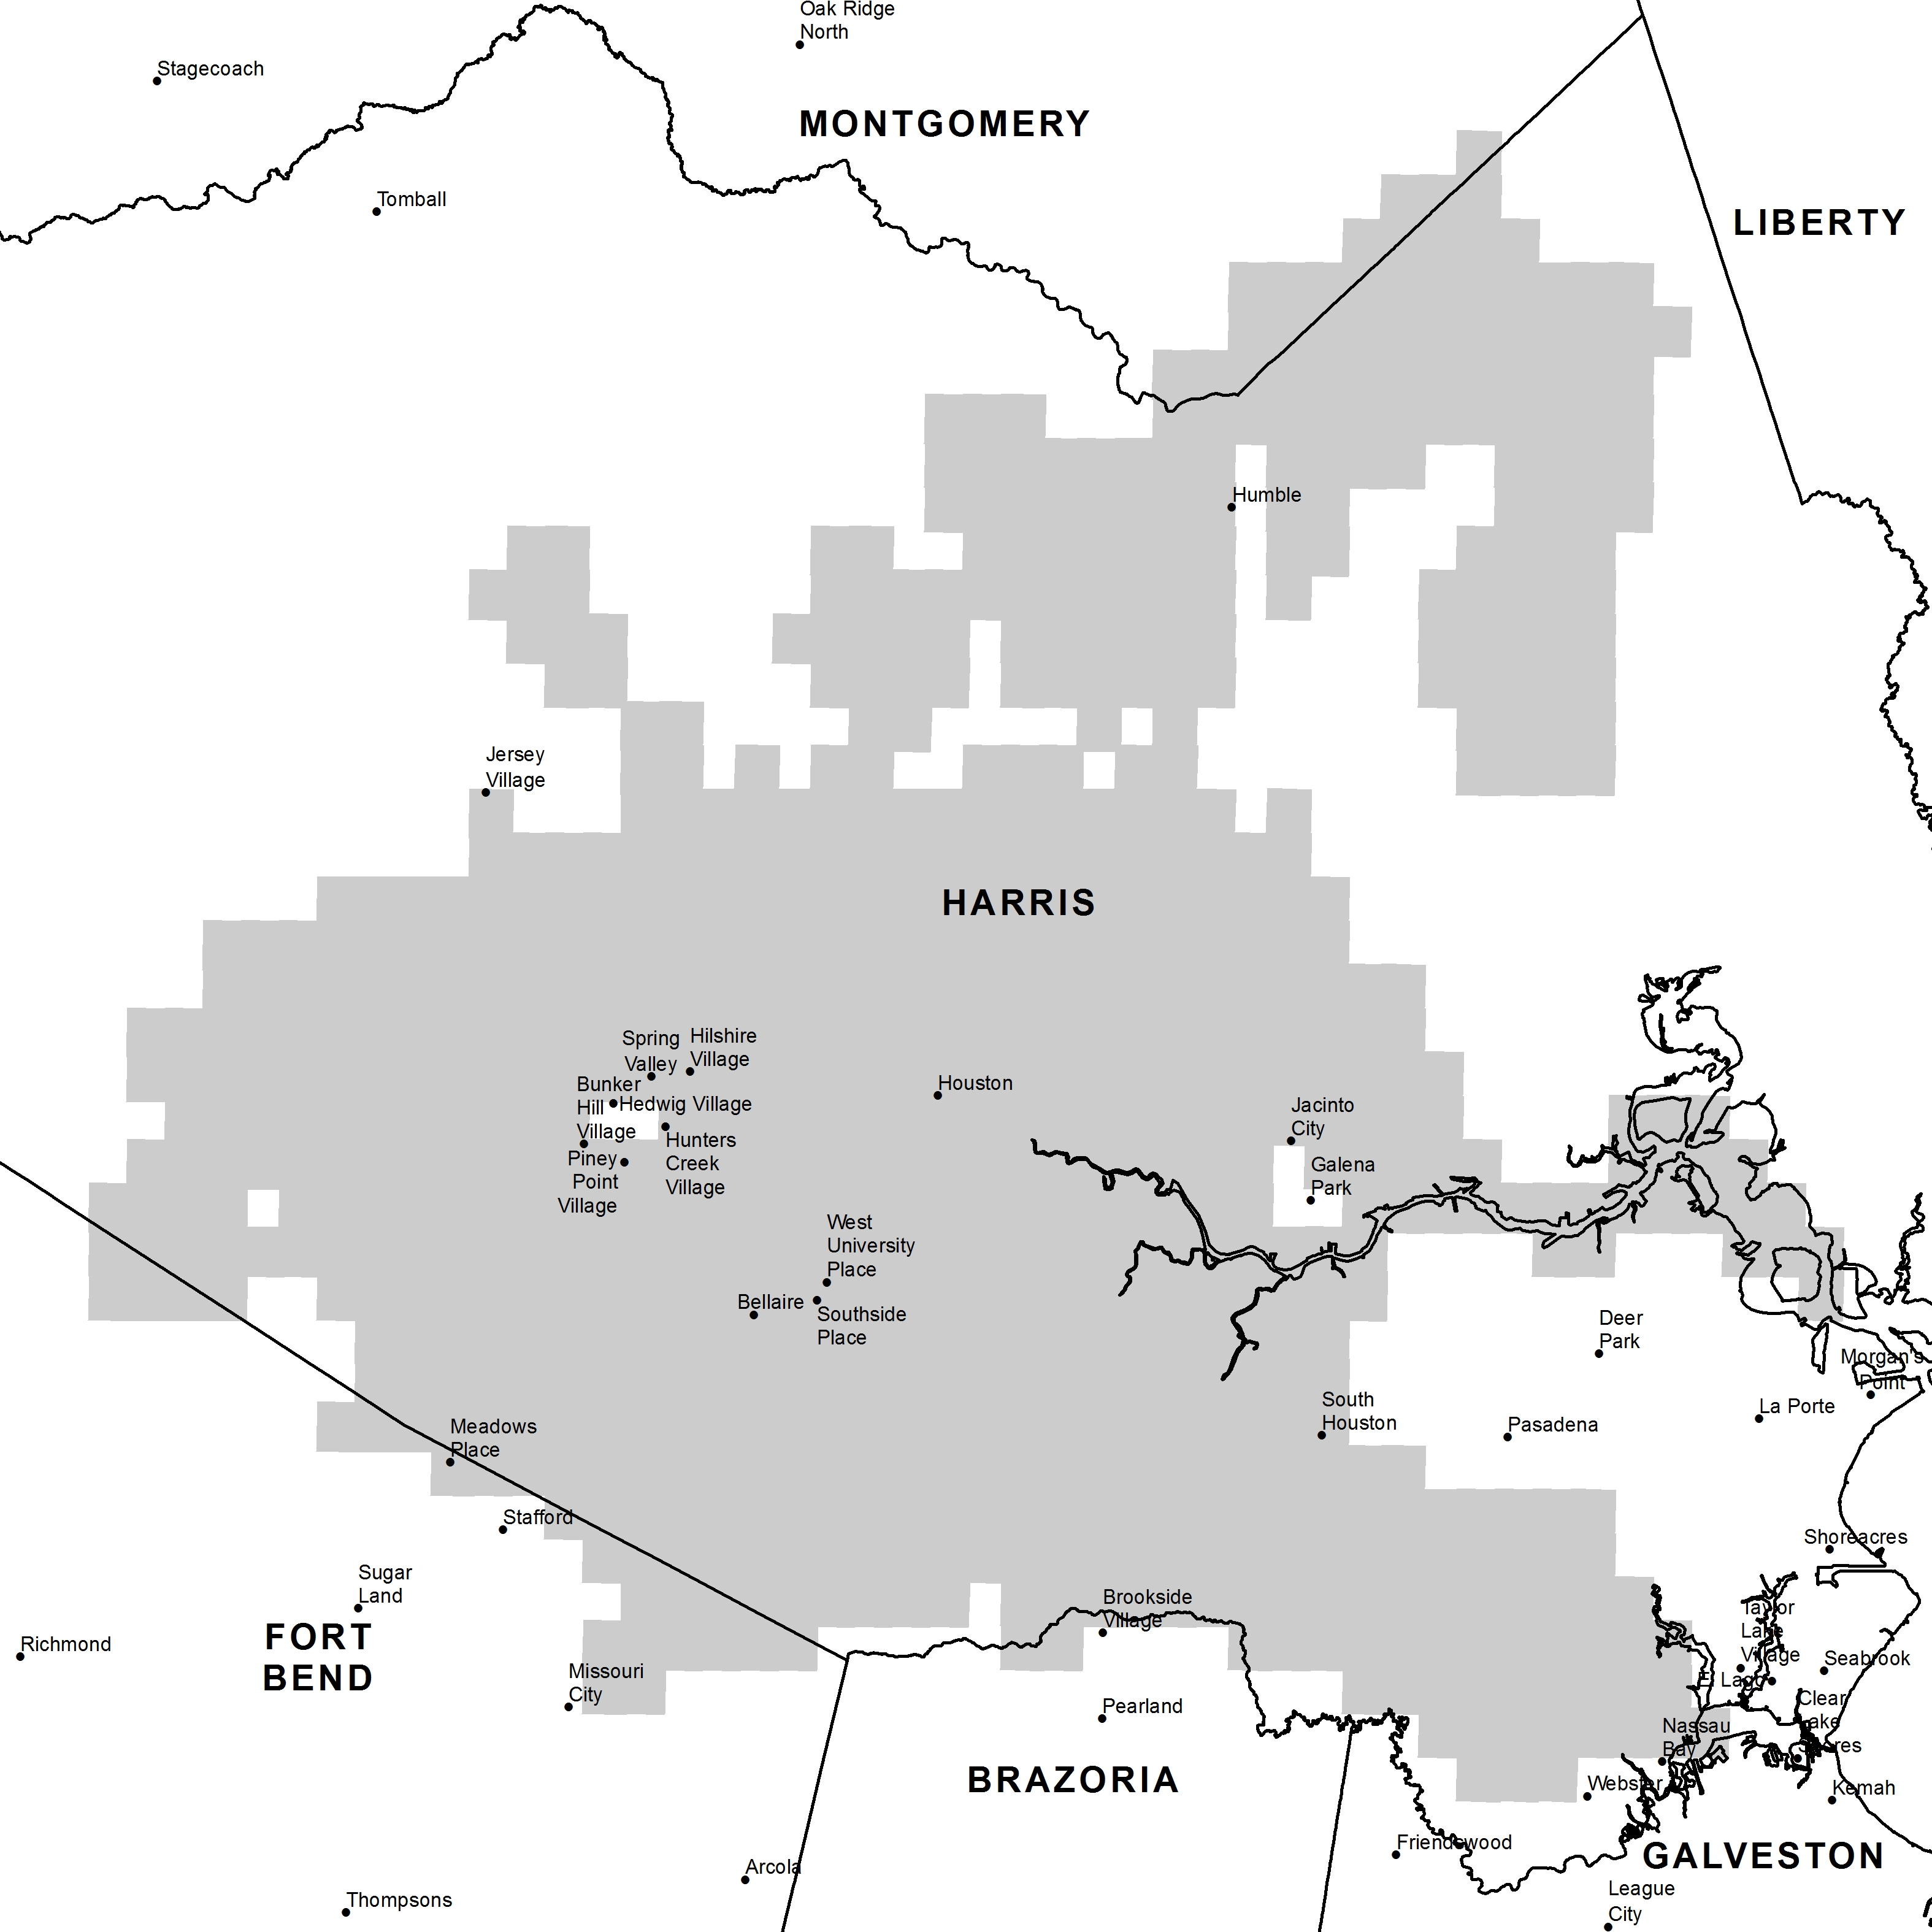 Oak Ridge
North
Stagecoach
MONTGOMERY
Tomball
LIBERTY
Humble
Jersey
Village
HARRIS
Spring
Valley
Hilshire
Village
Bunker
Hill
Village
Hedwig Village
Houston
Jacinto
City
Hunters
Creek
Village
Piney
Point
Village
Galena
Park
West
University
Place
Bellaire
Southside
Place
Deer
Park
Morgan's
Point
South
Houston
La Porte
Pasadena
Meadows
Place
Stafford
Shoreacres
Sugar
Land
Brookside
Village
Taylor
Lake
Village
FORT
BEND
Richmond
Seabrook
Missouri
City
El Lago
Pearland
Clear
Lake
Shores
Nassau
Bay
BRAZORIA
Webster
Kemah
Friendswood
GALVESTON
Arcola
League
City
Thompsons